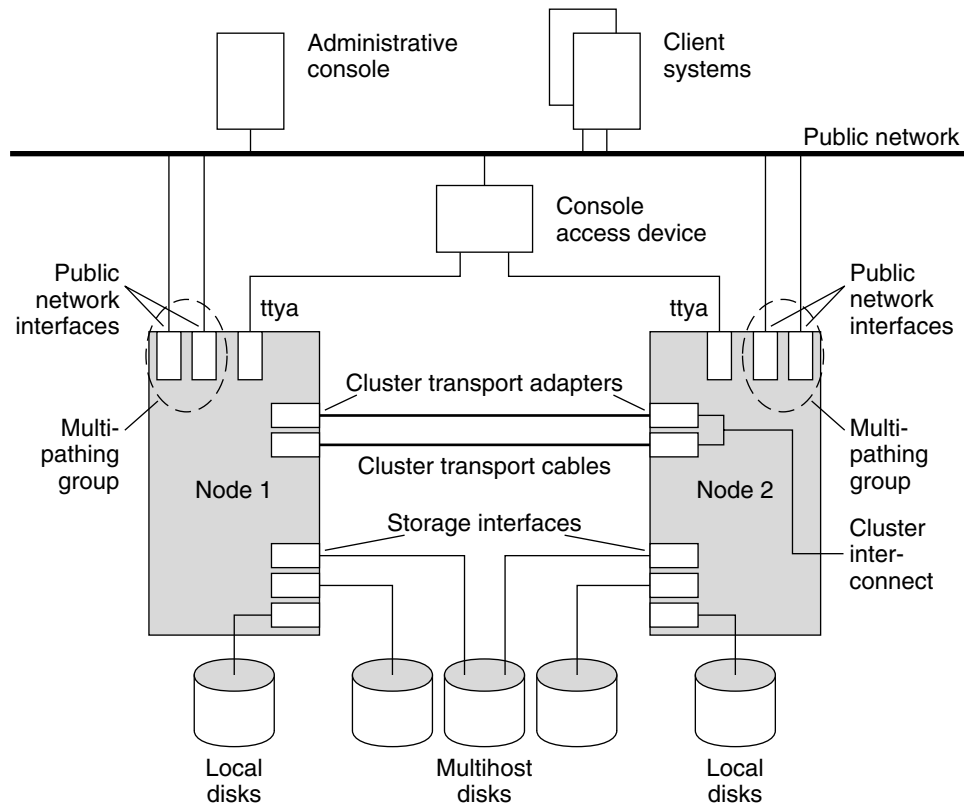 Administrative
console
Client
systems
Public network
Console
access device
Public
network
interfaces
ttya
ttya
Public
network
interfaces
Cluster transport adapters
Multi-
pathing
group
Cluster transport cables
Multi-
pathing
group
Node 1
Node 2
Storage interfaces
Cluster
inter-
connect
Local
disks
Multihost
disks
Local
disks